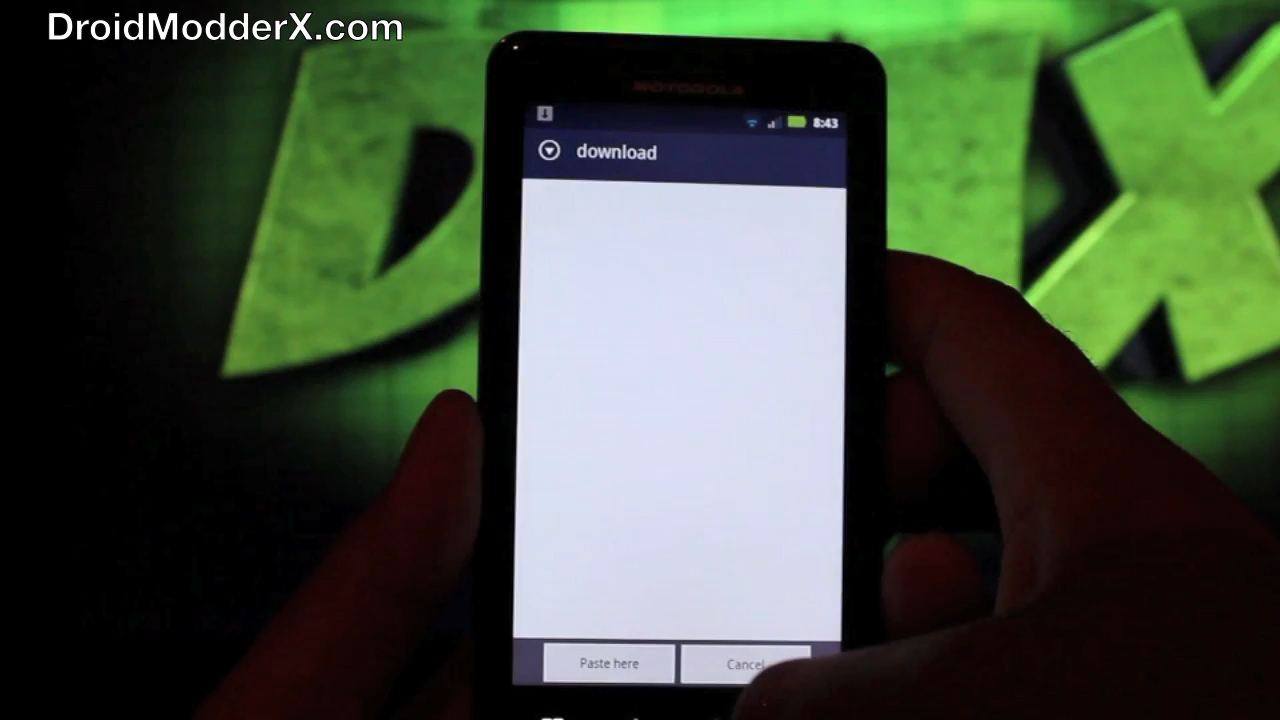 DroidModderX.com
D X
MOTOROLA
8:43
download
Paste here
Cancel